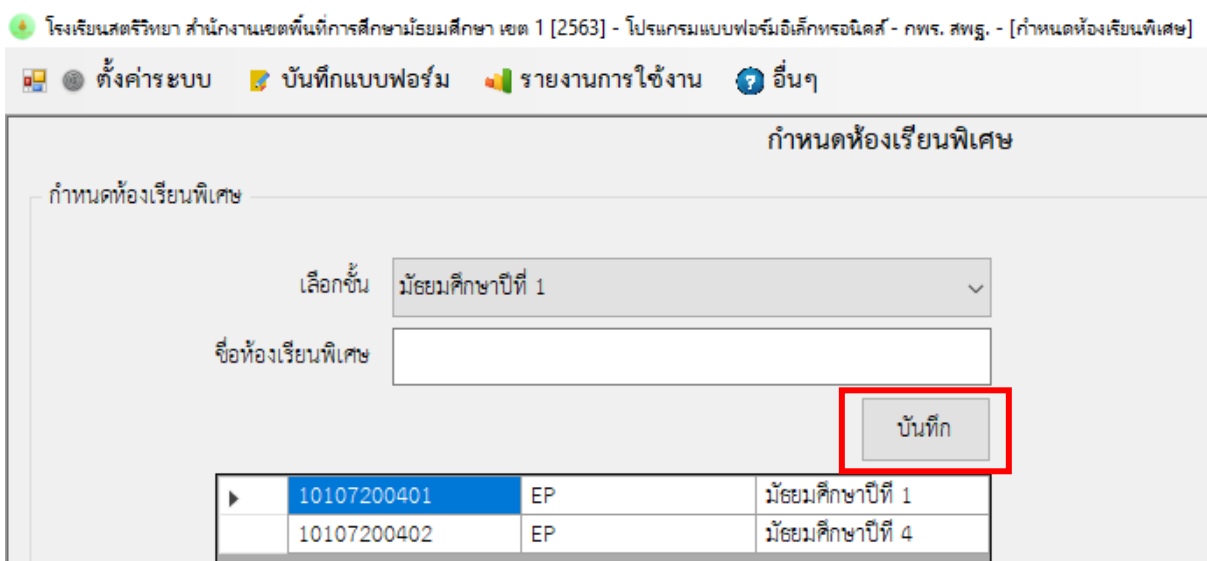 โรงเรียนสตรีวิทยา สำนักงานเขตพื้นที่การศึกษามัธยมศึกษา เขต 1 [2563] - โปรแกรมแบบฟอร์มอิเล็กทรอนิคส์ - กพร. สพฐ. - [กำหนดห้องเรียนพิเศษ]
ตั้งค่าระบบ บันทึกแบบฟอร์ม รายงานการใช้งาน อื่นๆ
กำหนดห้องเรียนพิเศษ
กำหนดห้องเรียนพิเศษ
เลือกชั้น มัธยมศึกษาปีที่ 1
ชื่อห้องเรียนพิเศษ
บันทึก
10107200401 EP มัธยมศึกษาปีที่ 1
10107200402 EP มัธยมศึกษาปีที่ 4